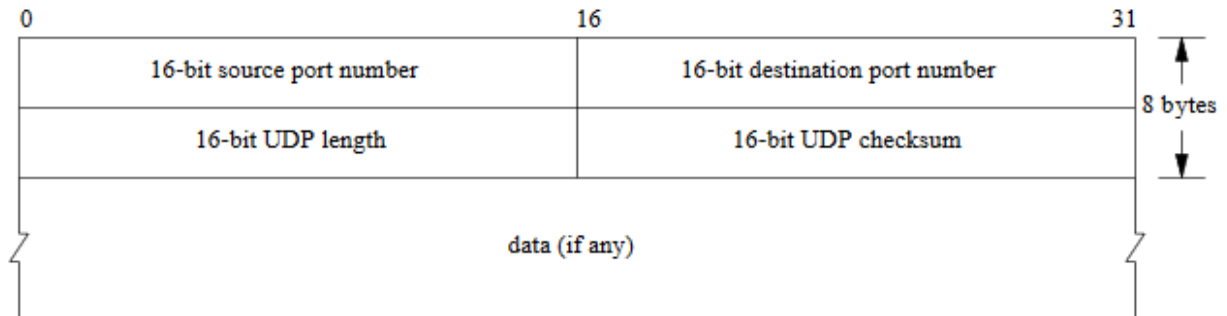 0 16 31
16-bit source port number 16-bit destination port number
8 bytes
16-bit UDP length 16-bit UDP checksum
data (if any)